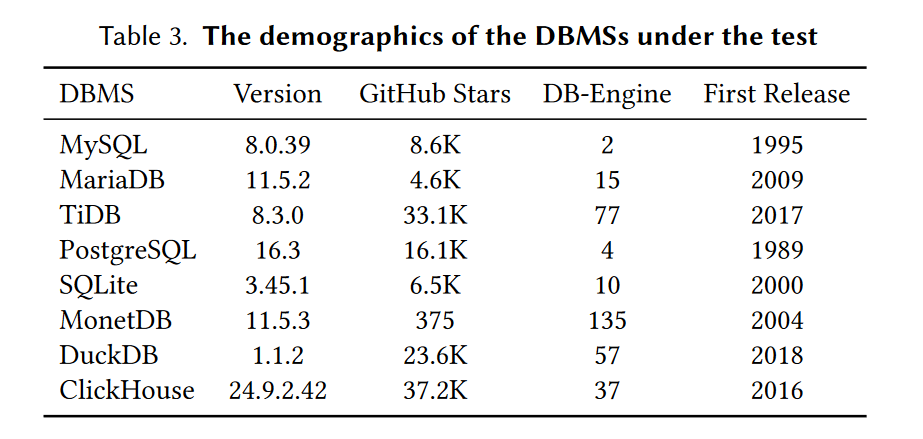 Table 3. The demographics of the DBMSs under the test
DBMS Version GitHub Stars DB-Engine First Release
MySQL 8.0.39 8.6K 2 1995
MariaDB 11.5.2 4.6K 15 2009
TiDB 8.3.0 33.1K 77 2017
PostgreSQL 16.3 16.1K 4 1989
SQLite 3.45.1 6.5K 10 2000
MonetDB 11.5.3 375 135 2004
DuckDB 1.1.2 23.6K 57 2018
ClickHouse 24.9.2.42 37.2K 37 2016